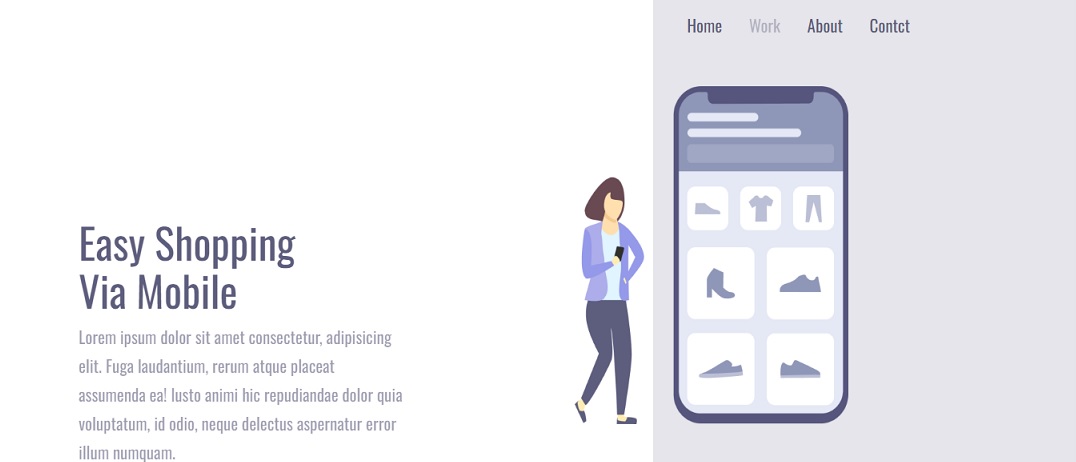 Home Work About Contct
Easy Shopping
Via Mobile
Lorem ipsum dolor sit amet consectetur, adipisicing
elit. Fuga laudantium, rerum atque placeat
assumenda ea! Iusto animi hic repudiandae dolor quia
voluptatum, id odio, neque delectus aspernatur error
illum numquam.